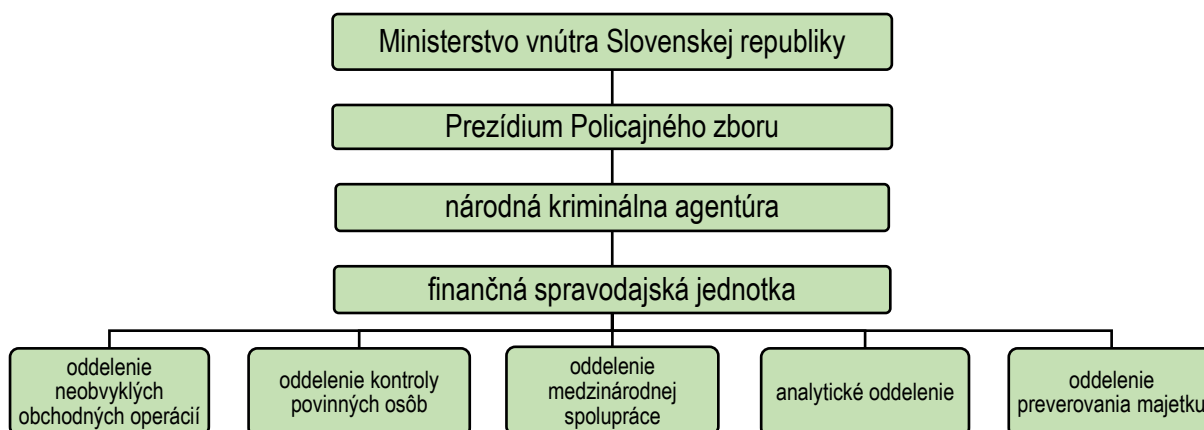 Ministerstvo vnútra Slovenskej republiky
Prezídium Policajného zboru
národná kriminálna agentúra
finančná spravodajská jednotka
oddelenie
neobvyklých
obchodných operácií
oddelenie kontroly
povinných osôb
oddelenie
medzinárodnej
spolupráce
analytické oddelenie
oddelenie
preverovania majetku